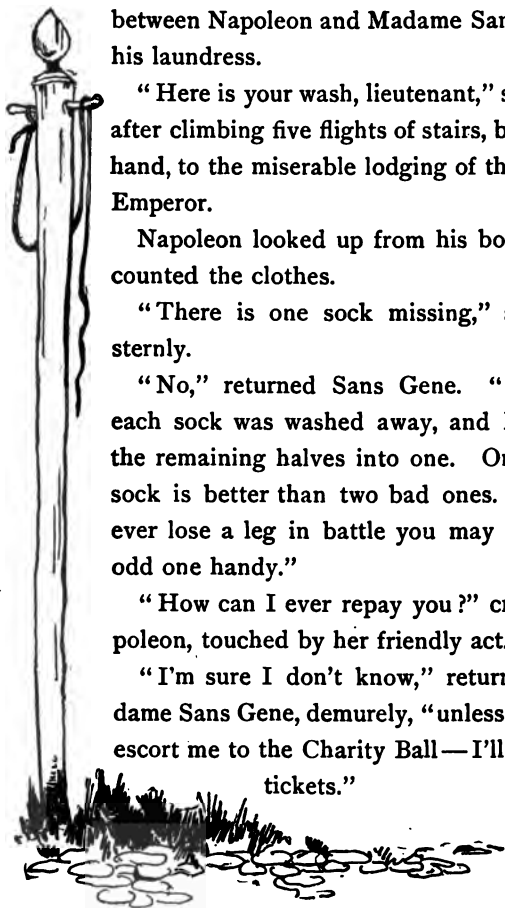 between Napoleon and Madame San
his laundress.
“ Here is your wash, lieutenant,”
after climbing five flights of stairs,
hand, to the miserable lodging of
Emperor.
Napoleon looked up from his
counted the clothes.
“ There is one sock missing,”
sternly.
“ No,” returned Sans Gene. “
each sock was washed away, and
the remaining halves into one.
sock is better than two bad ones.
ever lose a leg in battle you may
odd one handy.”
“ How can I ever repay you ?”
poleon, touched by her friendly act.
“ I'm sure I don't know,”
dame Sans Gene, demurely, “unless
escort me to the Charity Ball — I'll
tickets.”